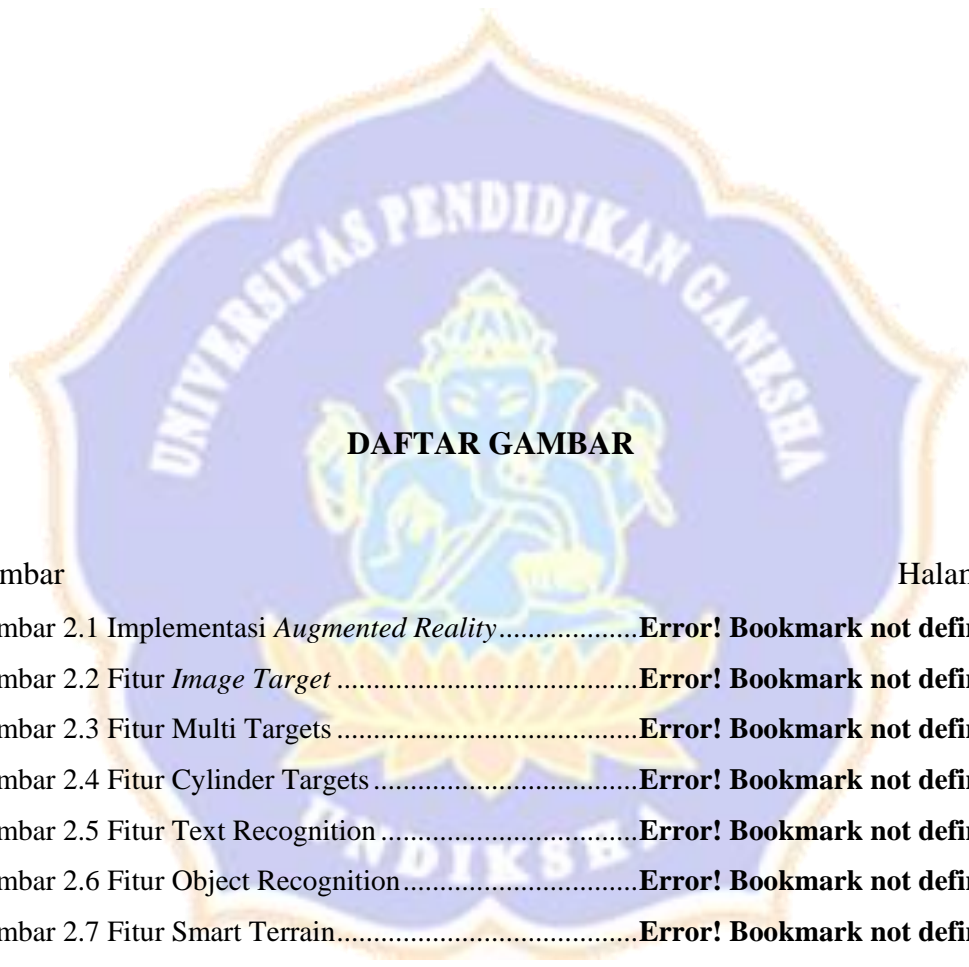 UNIVERSITAS PENDIDIKAN GANESHA
DAFTAR GAMBAR
mbar Halan
mbar 2.1 Implementasi Augmented Reality...................Error! Bookmark not defin
mbar 2.2 Fitur Image Target .......................................Error! Bookmark not defin
mbar 2.3 Fitur Multi Targets .......................................Error! Bookmark not defin
mbar 2.4 Fitur Cylinder Targets ..................................Error! Bookmark not defin
mbar 2.5 Fitur Text Recognition .................................Error! Bookmark not defin
UNDIKSHA
mbar 2.6 Fitur Object Recognition..............................Error! Bookmark not defin
mbar 2.7 Fitur Smart Terrain.......................................Error! Bookmark not defin